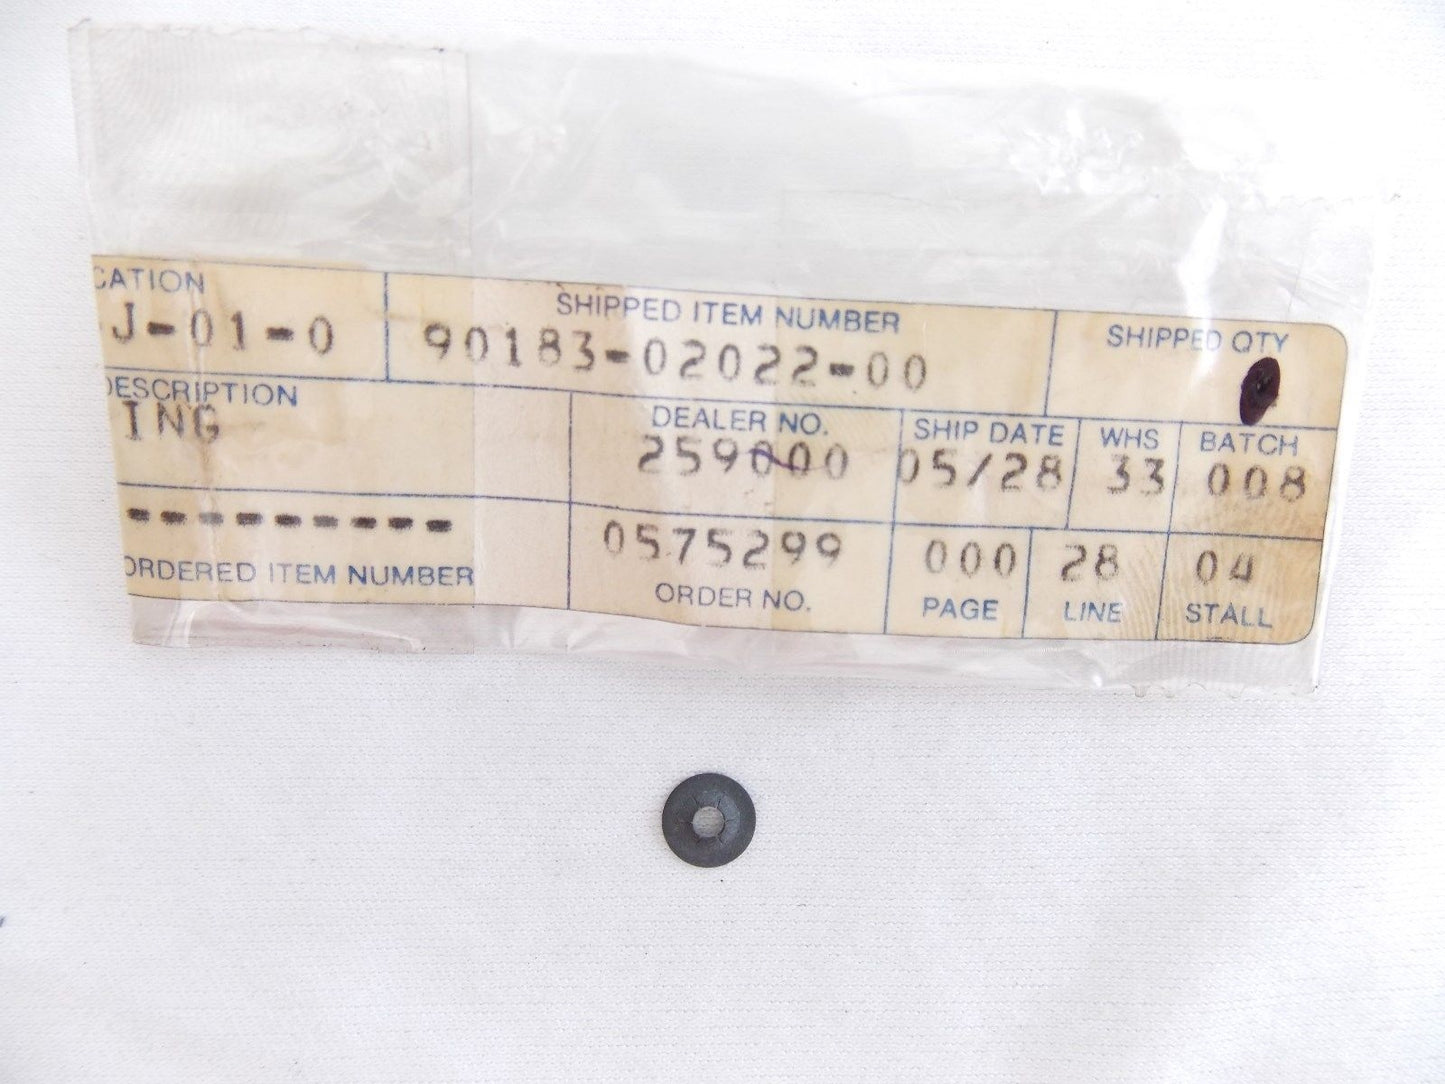 CATION SHIPPED ITEM NUMBER SHIPPED QTY
J-01-0 90183-02022-00
DESCRIPTION DEALER NO. SHIP DATE WHS BATCH
ING 259000 05/28 33 008
---------
0575299 000 28 04
ORDERED ITEM NUMBER ORDER NO. PAGE LINE STALL